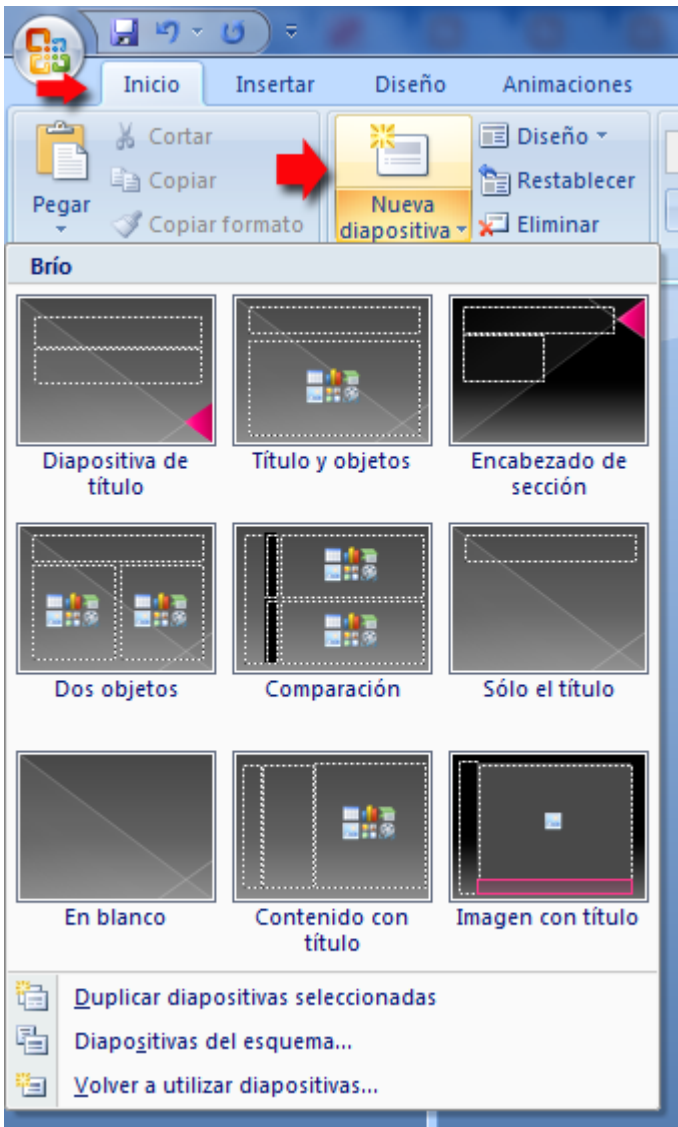 Inicio Insertar Diseño Animaciones
Cortar
Copiar
Copiar formato
Pegar
Nueva
diapositiva
Diseño
Restablecer
Eliminar
Brío
Diapositiva de
título
Título y objetos
Encabezado de
sección
Dos objetos
Comparación
Sólo el título
En blanco
Contenido con
título
Imagen con título
Duplicar diapositivas seleccionadas
Diapositivas del esquema...
Volver a utilizar diapositivas...